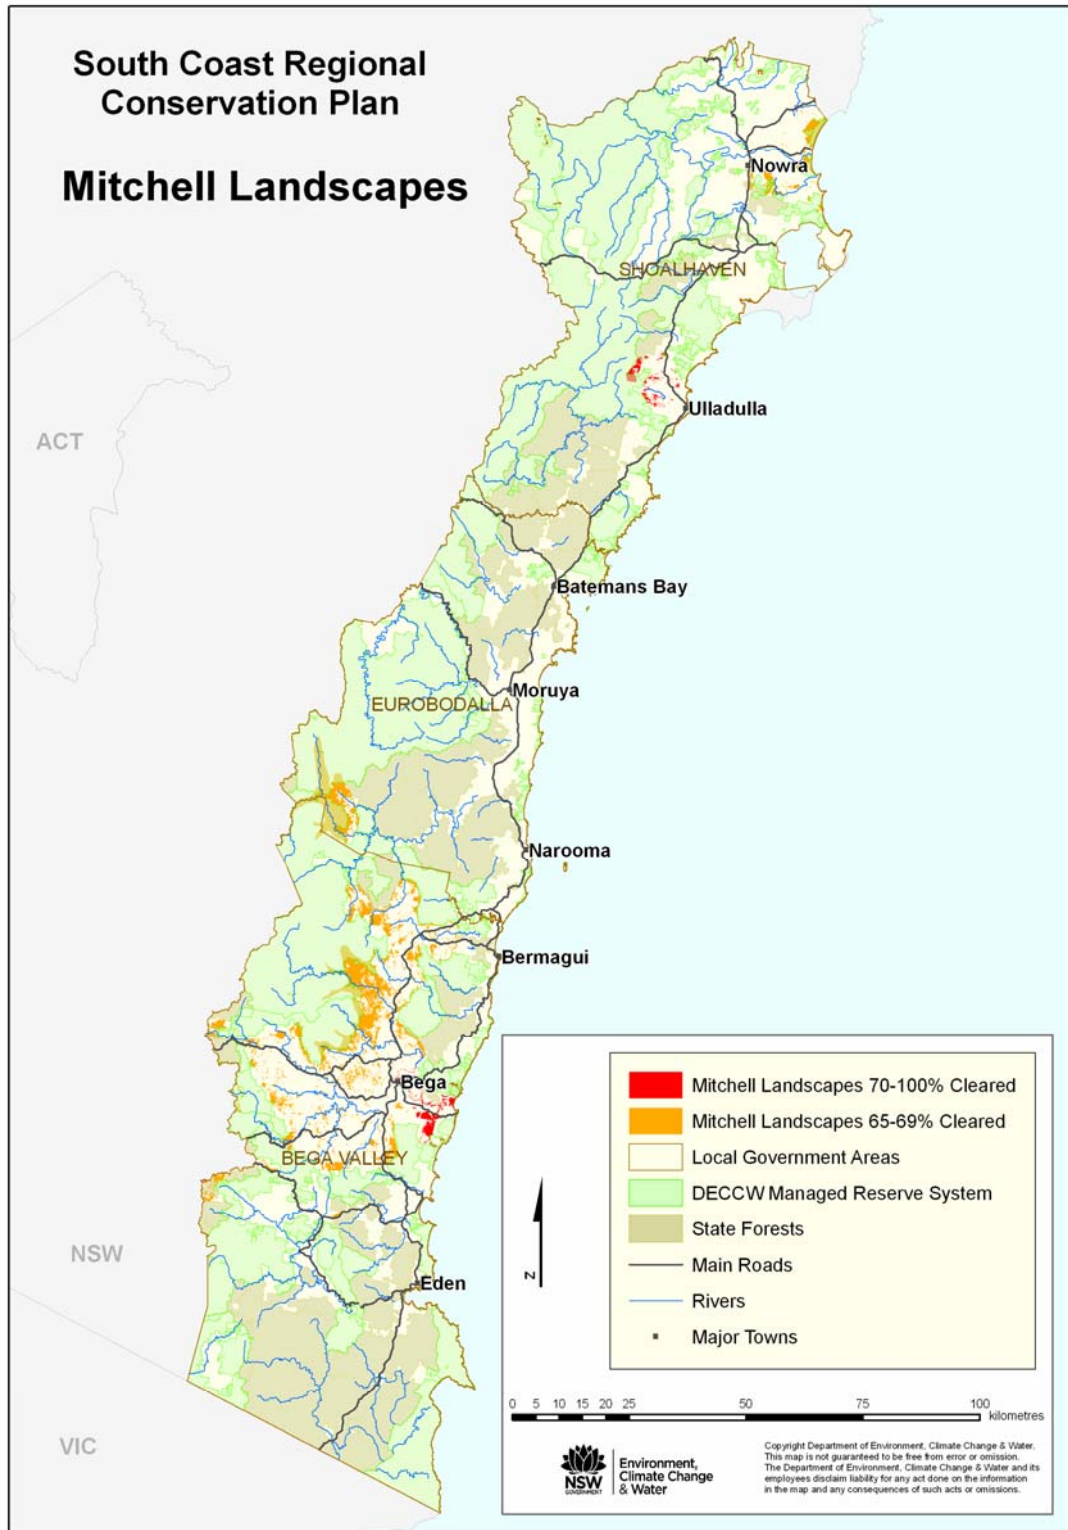 South Coast Regional
Conservation Plan
Mitchell Landscapes
Nowra
SHOALHAVEN
Ulladulla
ACT
Batemans Bay
Moruya
EUROBODALLA
Narooma
Bermagui
Bega
BEGA VALLEY
NSW
Eden
VIC
Mitchell Landscapes 70-100% Cleared
Mitchell Landscapes 65-69% Cleared
Local Government Areas
DECCW Managed Reserve System
State Forests
Main Roads
Rivers
Major Towns
N
0 5 10 15 20 25 50 75 100
kilometres
NSW
GOVERNMENT
Environment,
Climate Change
& Water
Copyright Department of Environment, Climate Change & Water.
This map is not guaranteed to be free from error or omission.
The Department of Environment, Climate Change & Water and its
employees disclaim liability for any act done on the information
in the map and any consequences of such acts or omissions.